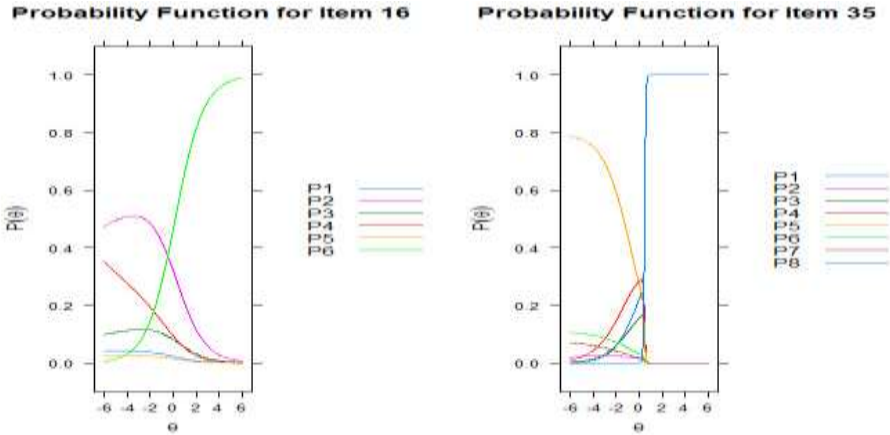 Probability Function for Item 16
1.0
0.8
0.6
0.4
0.2
0.0
P(θ)
-6 -4 -2 0 2 4 6
θ
P1
P2
P3
P4
P5
P6
Probability Function for Item 35
1.0
0.8
0.6
0.4
0.2
0.0
P(θ)
-6 -4 -2 0 2 4 6
θ
P1
P2
P3
P4
P5
P6
P7
P8